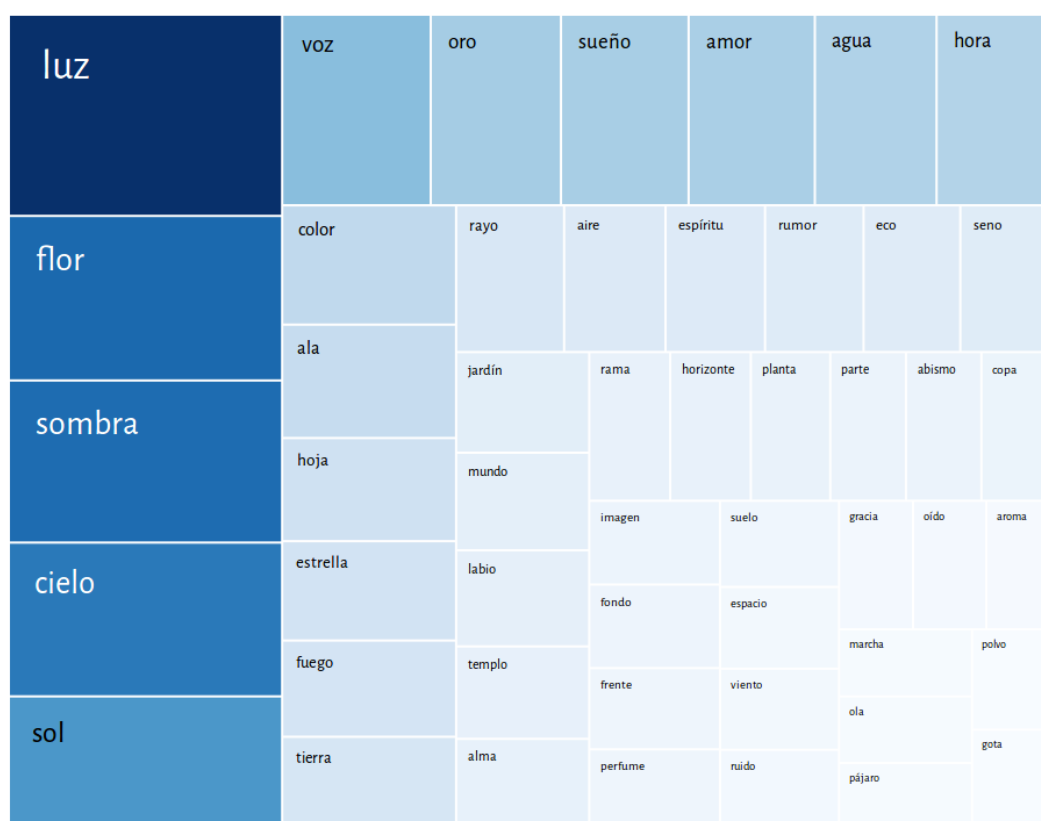 luz
flor
sombra
cielo
sol
voz
oro
sueño
amor
agua
hora
color
ala
hoja
estrella
fuego
tierra
rayo
aire
espíritu
rumor
eco
seno
jardín
mundo
labio
templo
alma
rama
horizonte
planta
parte
abismo
copa
imagen
fondo
frente
perfume
suelo
espacio
viento
ruido
gracia
oído
aroma
marcha
ola
pájaro
polvo
gota